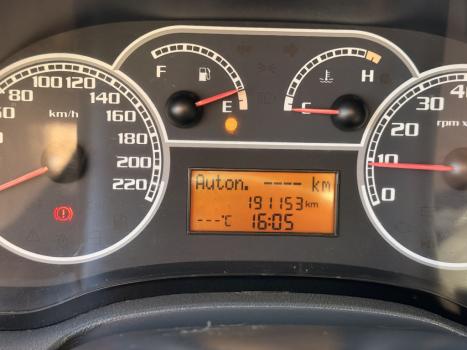 80 100 120 140 160 180 200 220
km/h
F E
C H
0 10 20 30 40
rpm x
Auton. ---- km
191153 km
---°C 16:05